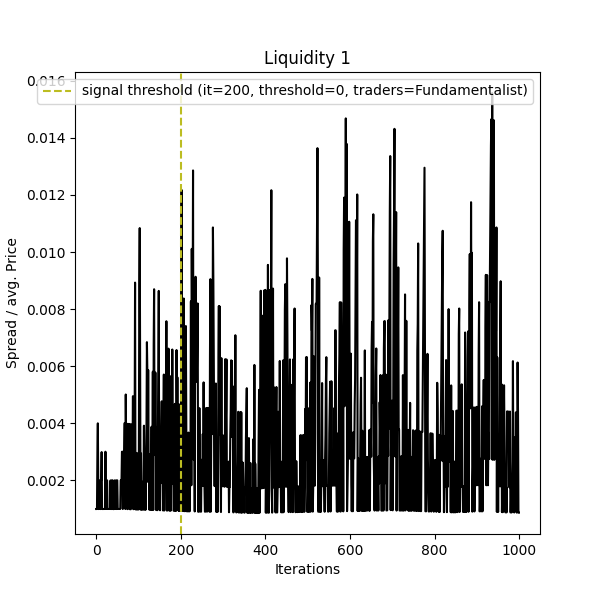 Liquidity 1
0.016
signal threshold (it=200, threshold=0, traders=Fundamentalist)
0.014
0.012
0.010
0.008
0.006
0.004
0.002
Spread / avg. Price
0 200 400 600 800 1000
Iterations